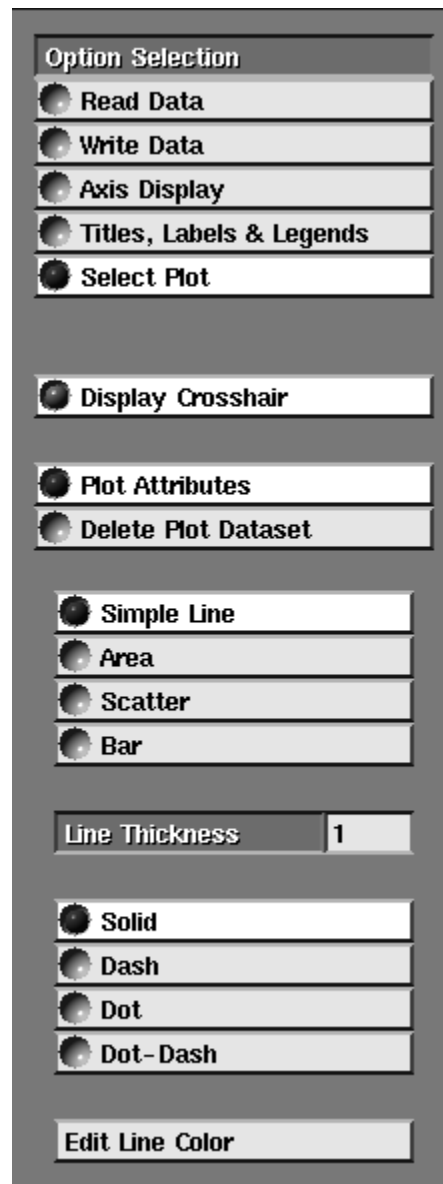 Option Selection
Read Data
Write Data
Axis Display
Titles, Labels & Legends
Select Plot
Display Crosshair
Plot Attributes
Delete Plot Dataset
Simple Line
Area
Scatter
Bar
Line Thickness 1
Solid
Dash
Dot
Dot-Dash
Edit Line Color